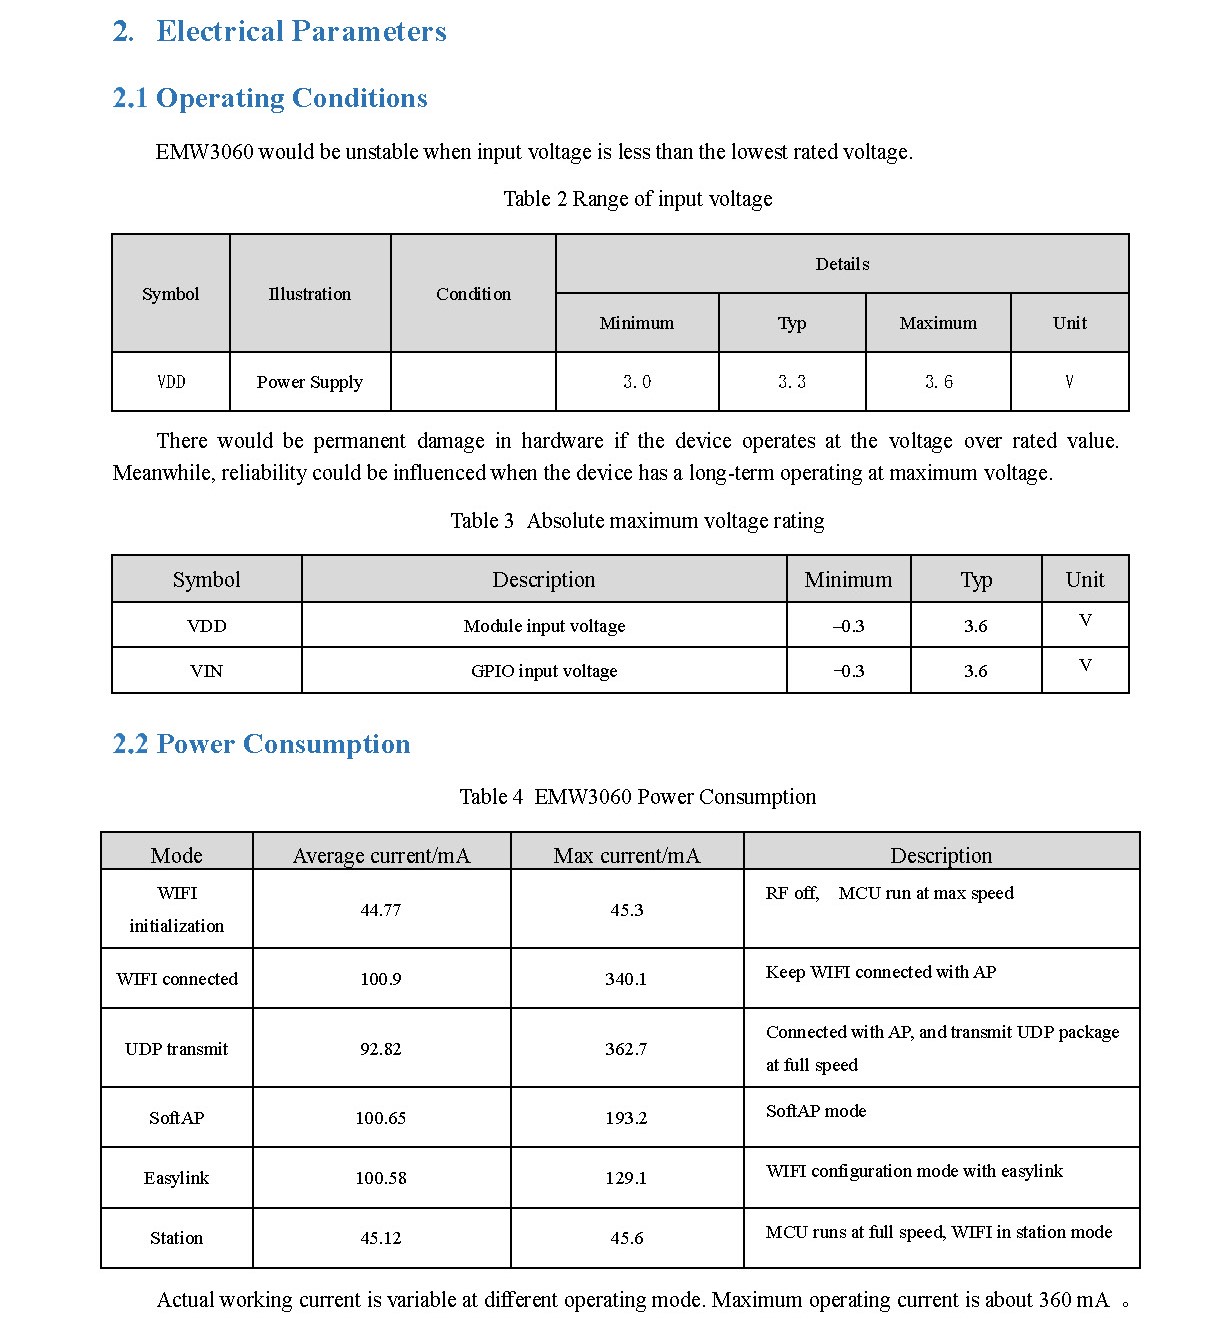 2. Electrical Parameters
2.1 Operating Conditions
EMW3060 would be unstable when input voltage is less than the lowest rated voltage.
Table 2 Range of input voltage
Symbol Illustration Condition Details
Minimum Typ Maximum Unit
VDD Power Supply 3.0 3.3 3.6 V
There would be permanent damage in hardware if the device operates at the voltage over rated value.
Meanwhile, reliability could be influenced when the device has a long-term operating at maximum voltage.
Table 3 Absolute maximum voltage rating
Symbol Description Minimum Typ Unit
VDD Module input voltage –0.3 3.6 V
VIN GPIO input voltage −0.3 3.6 V
2.2 Power Consumption
Table 4 EMW3060 Power Consumption
Mode Average current/mA Max current/mA Description
WIFI
initialization 44.77 45.3 RF off, MCU run at max speed
WIFI connected 100.9 340.1 Keep WIFI connected with AP
UDP transmit 92.82 362.7 Connected with AP, and transmit UDP package
at full speed
SoftAP 100.65 193.2 SoftAP mode
Easylink 100.58 129.1 WIFI configuration mode with easylink
Station 45.12 45.6 MCU runs at full speed, WIFI in station mode
Actual working current is variable at different operating mode. Maximum operating current is about 360 mA 。